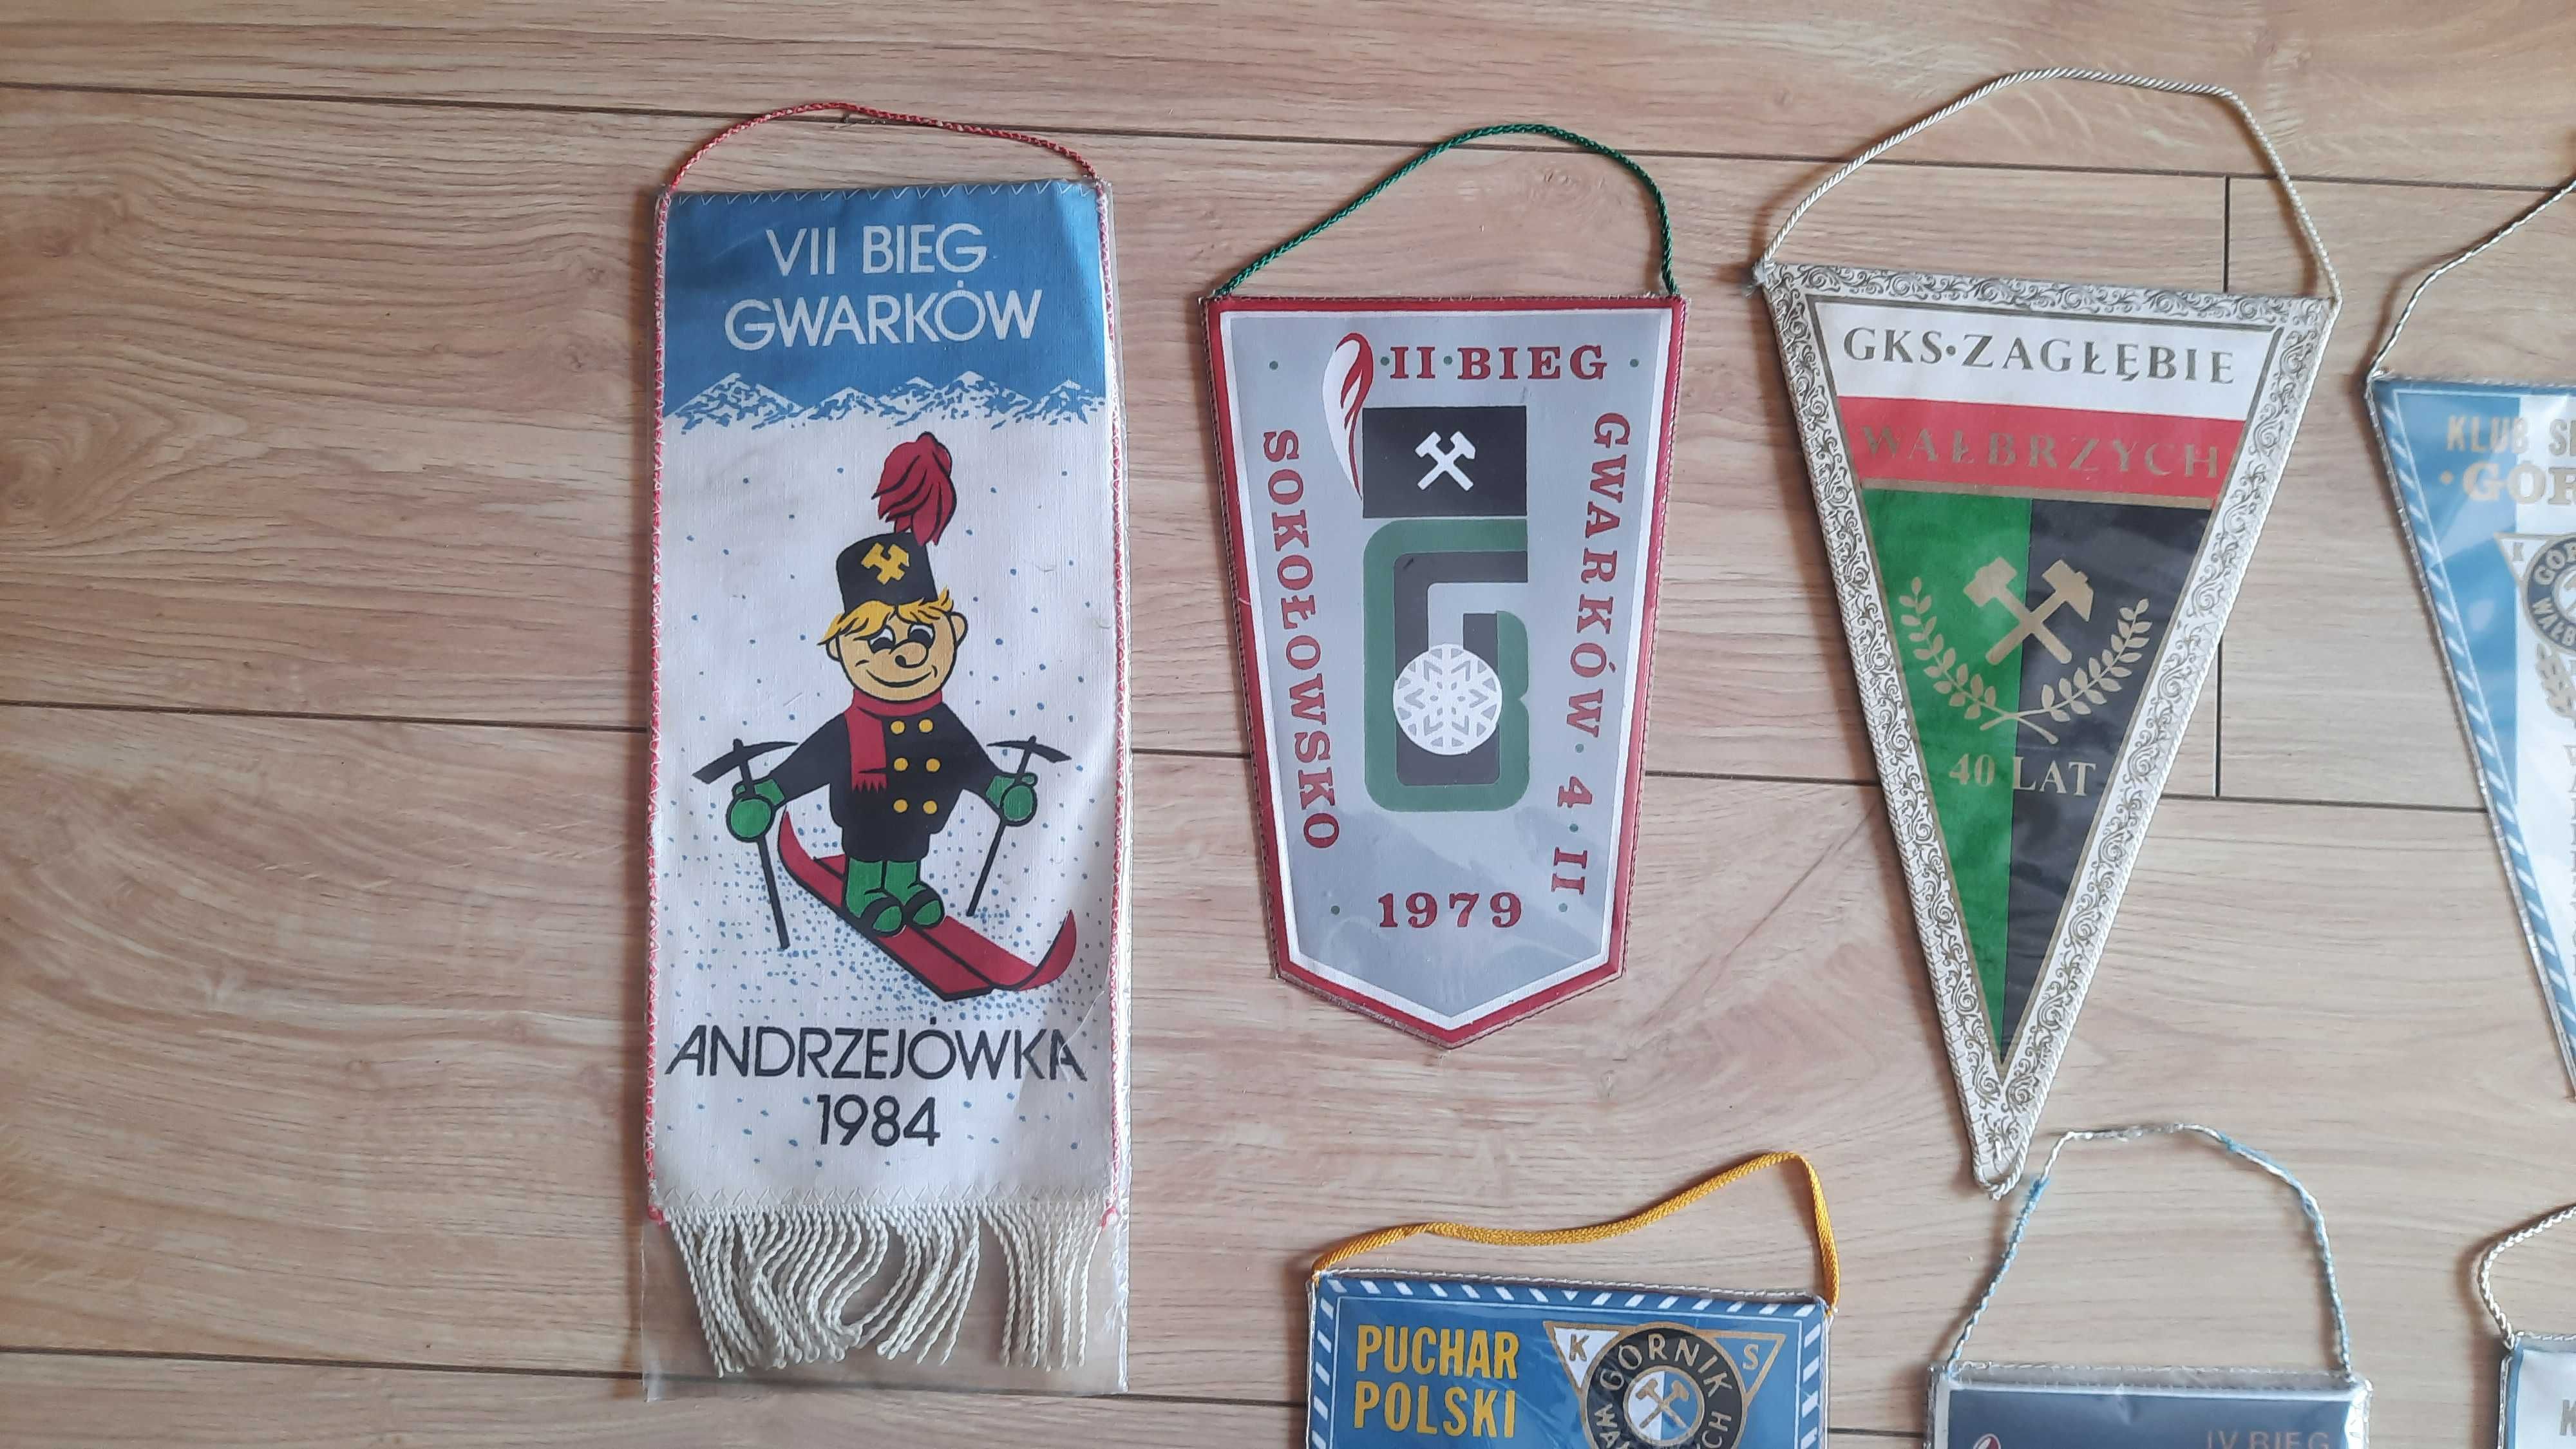 VII BIEG
GWARKÓW
ANDRZEJÓWKA
1984
·II·BIEG·
GWARKÓW·4·II·
SOKOŁOWSKO
·1979
GKS·ZAGŁĘBIE
WAŁBRZYCH
40 LAT
KLUB
PUCHAR
POLSKI
K S
GÓRNIK
IV BIEG